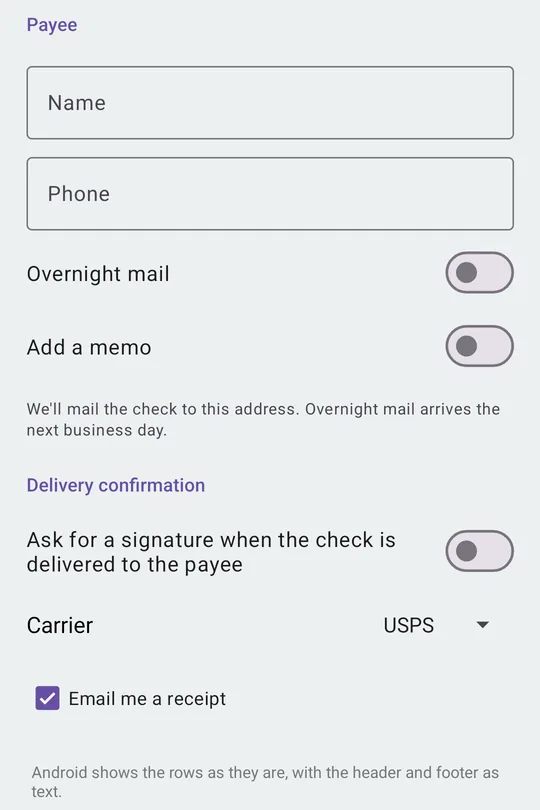 Payee
Name
Phone
Overnight mail
Add a memo
We'll mail the check to this address. Overnight mail arrives the
next business day.
Delivery confirmation
Ask for a signature when the check is
delivered to the payee
Carrier USPS
Email me a receipt
Android shows the rows as they are, with the header and footer as
text.